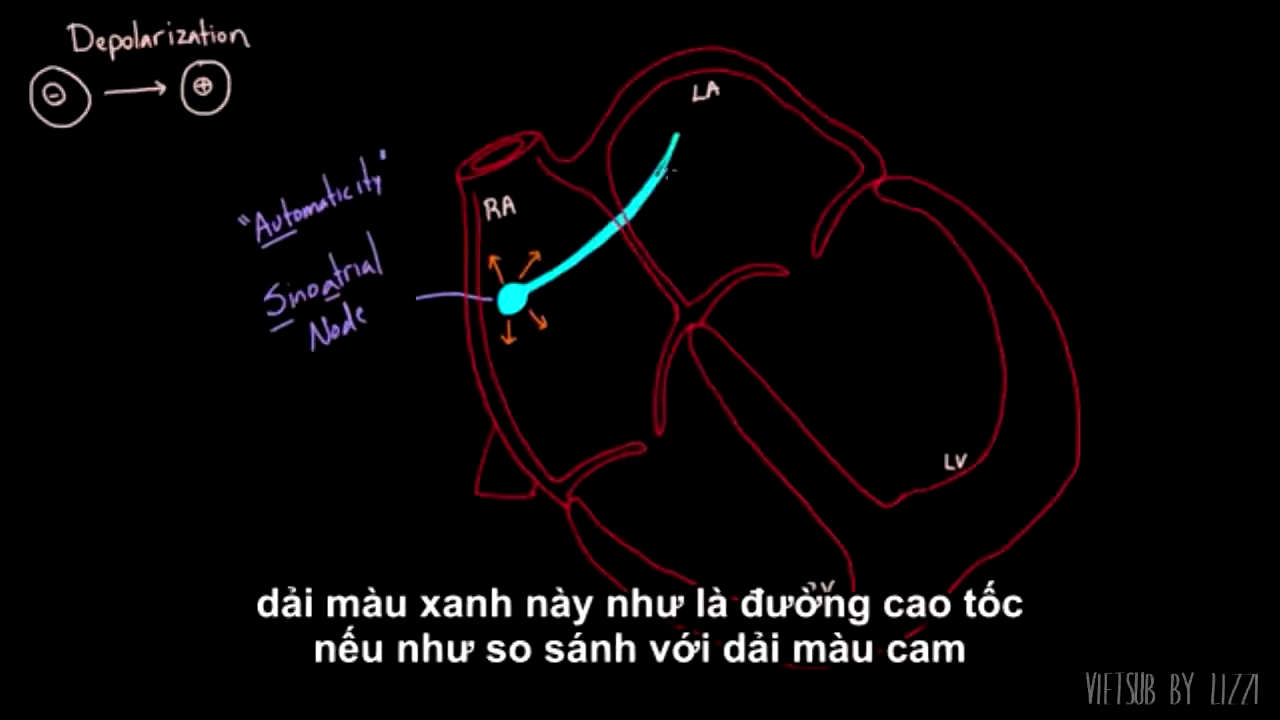 Depolarization
⊖ → ⊕
LA
"Automaticity"
RA
Sinoatrial
Node
LV
dải màu xanh này như là đường cao tốc
nếu như so sánh với dải màu cam
VIETSUB BY LIZZI